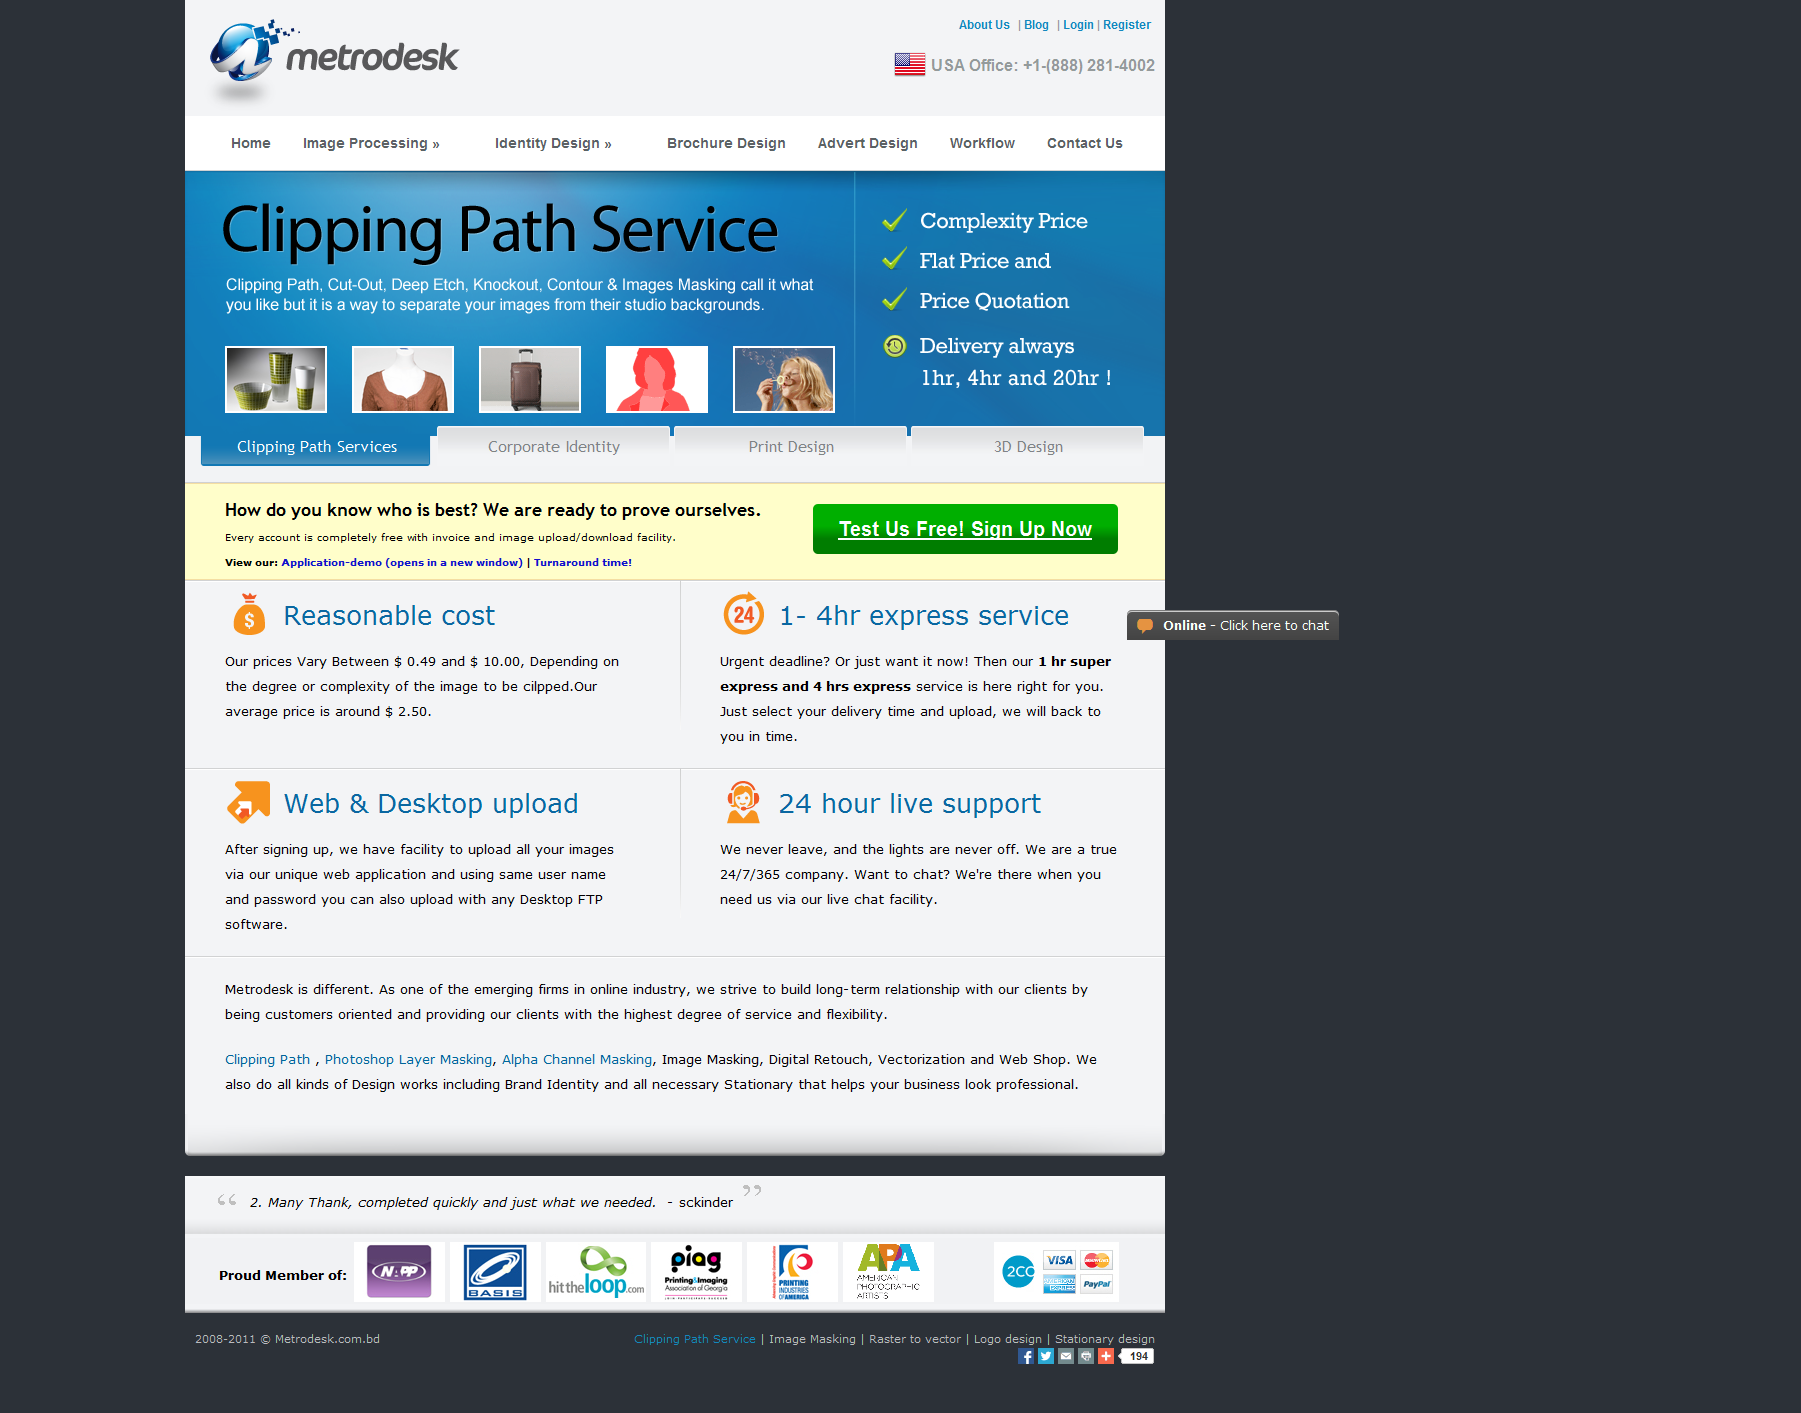 About Us | Blog | Login | Register
metrodesk
USA Office: +1-(888) 281-4002
Home Image Processing » Identity Design » Brochure Design Advert Design Workflow Contact Us
Clipping Path Service
Clipping Path, Cut-Out, Deep Etch, Knockout, Contour & Images Masking call it what
you like but it is a way to separate your images from their studio backgrounds.
Complexity Price
Flat Price and
Price Quotation
Delivery always
1hr, 4hr and 20hr !
Clipping Path Services Corporate Identity Print Design 3D Design
How do you know who is best? We are ready to prove ourselves.
Every account is completely free with invoice and image upload/download facility.
View our: Application-demo (opens in a new window) | Turnaround time!
Test Us Free! Sign Up Now
$ Reasonable cost
Our prices Vary Between $ 0.49 and $ 10.00, Depending on
the degree or complexity of the image to be cilpped.Our
average price is around $ 2.50.
24 1- 4hr express service
Urgent deadline? Or just want it now! Then our 1 hr super
express and 4 hrs express service is here right for you.
Just select your delivery time and upload, we will back to
you in time.
Online - Click here to chat
Web & Desktop upload
After signing up, we have facility to upload all your images
via our unique web application and using same user name
and password you can also upload with any Desktop FTP
software.
24 hour live support
We never leave, and the lights are never off. We are a true
24/7/365 company. Want to chat? We're there when you
need us via our live chat facility.
Metrodesk is different. As one of the emerging firms in online industry, we strive to build long-term relationship with our clients by
being customers oriented and providing our clients with the highest degree of service and flexibility.
Clipping Path , Photoshop Layer Masking, Alpha Channel Masking, Image Masking, Digital Retouch, Vectorization and Web Shop. We
also do all kinds of Design works including Brand Identity and all necessary Stationary that helps your business look professional.
“ 2. Many Thank, completed quickly and just what we needed. - sckinder ”
Proud Member of:
NAPP
BASIS
hit the loop.com
piag
Printing&Imaging
Association of Georgia
PRINTING
INDUSTRIES
OF AMERICA
APA
AMERICAN
PHOTOGRAPHIC
ARTISTS
2CO
VISA
PayPal
2008-2011 © Metrodesk.com.bd
Clipping Path Service | Image Masking | Raster to vector | Logo design | Stationary design
194